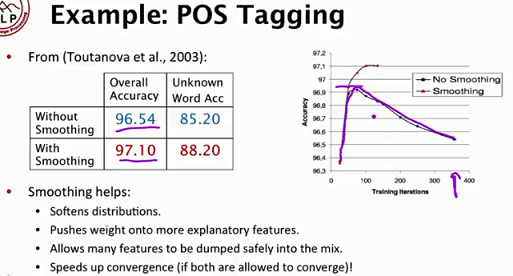 LP
Example: POS Tagging
From (Toutanova et al., 2003):
Overall Accuracy
Unknown Word Acc
Without Smoothing
96.54
85.20
With Smoothing
97.10
88.20
Smoothing helps:
Softens distributions.
Pushes weight onto more explanatory features.
Allows many features to be dumped safely into the mix.
Speeds up convergence (if both are allowed to converge)!
97,2
97,1
97
96,9
96,8
96,7
96,6
96,5
96,4
96,3
Accuracy
0 100 200 300 400
Training Iterations
No Smoothing
Smoothing